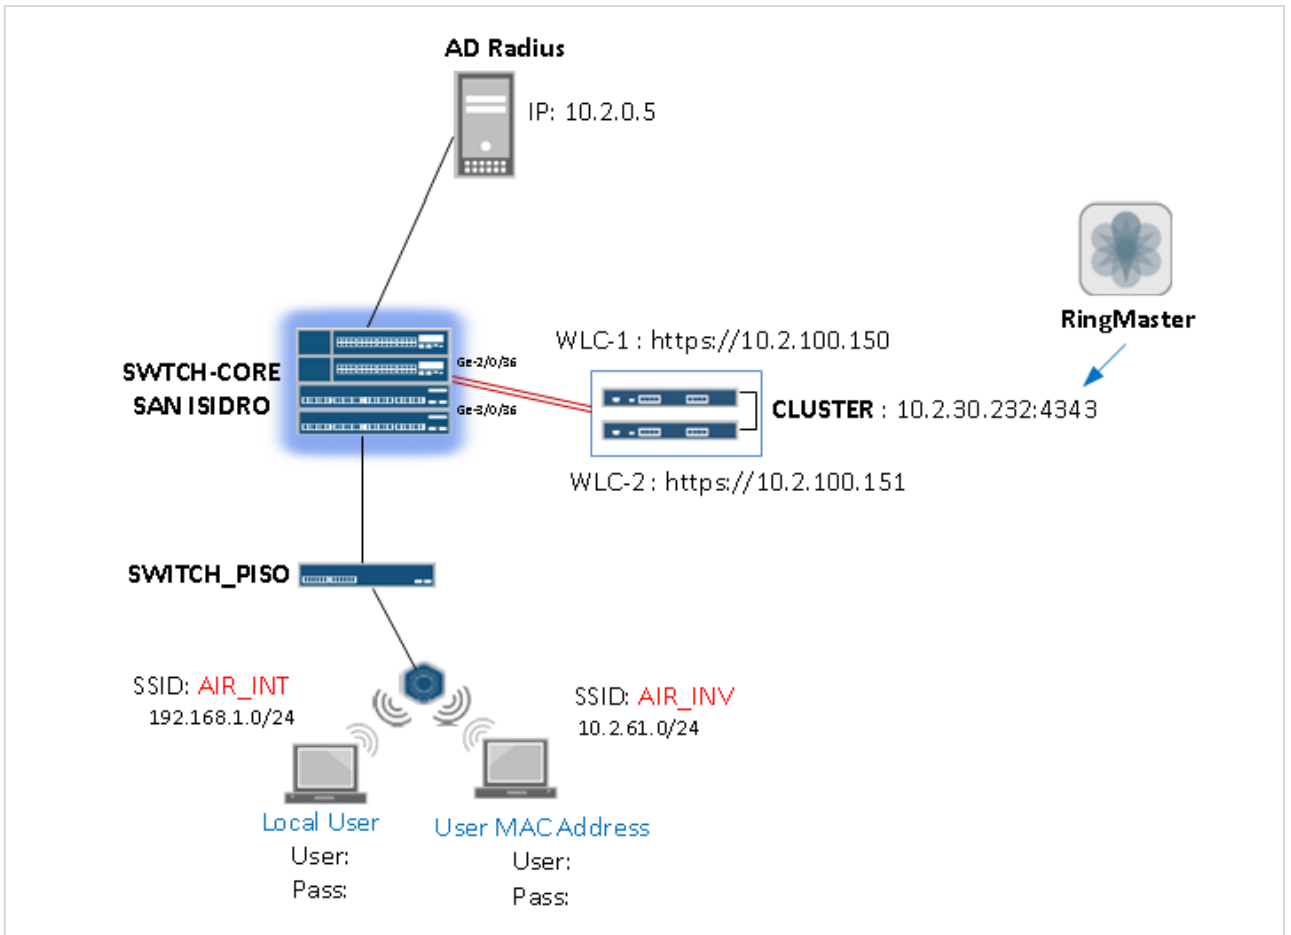 AD Radius
IP: 10.2.0.5
RingMaster
WLC-1 : https://10.2.100.150
SWTCH-CORE
SAN ISIDRO
Ge-2/0/36
Ge-3/0/36
CLUSTER : 10.2.30.232:4343
WLC-2 : https://10.2.100.151
SWITCH_PISO
SSID: AIR_INT
192.168.1.0/24
SSID: AIR_INV
10.2.61.0/24
Local User
User:
Pass:
User MAC Address
User:
Pass: